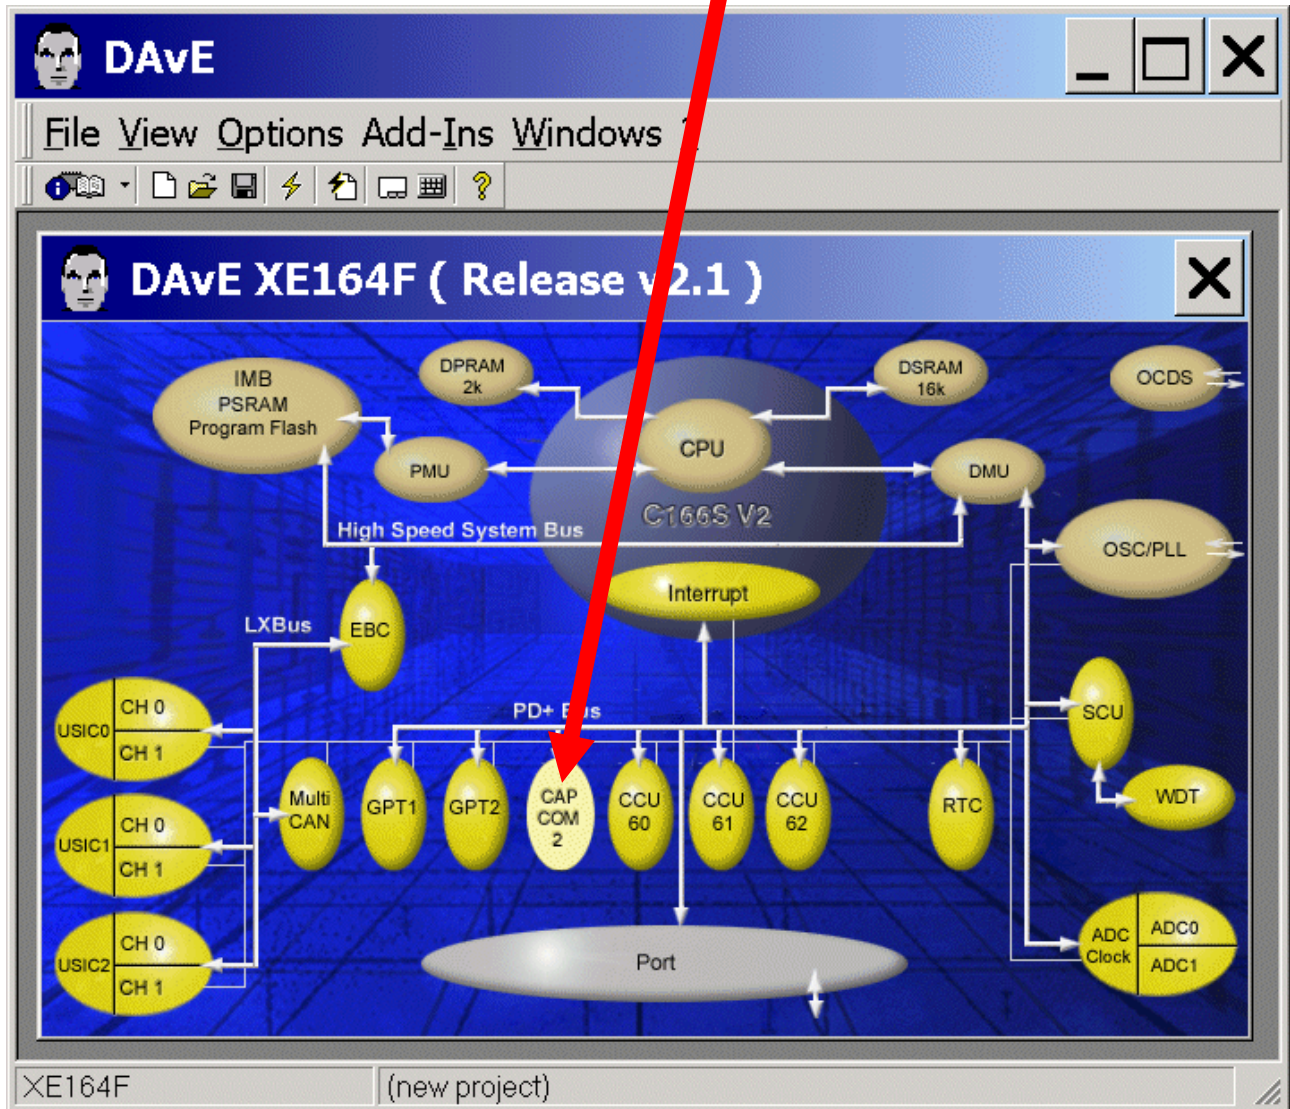 DAvE
File View Options Add-Ins Windows
DAvE XE164F ( Release v2.1 )
IMB
PSRAM
Program Flash
DPRAM
2k
DSRAM
16k
OCDS
CPU
PMU
DMU
C166S V2
High Speed System Bus
OSC/PLL
Interrupt
LXBus
EBC
PD+ Bus
SCU
USIC0
CH 0
CH 1
Multi
CAN
GPT1
GPT2
CAP
COM
2
CCU
60
CCU
61
CCU
62
RTC
WDT
USIC1
CH 0
CH 1
USIC2
CH 0
CH 1
Port
ADC
Clock
ADC0
ADC1
XE164F
(new project)